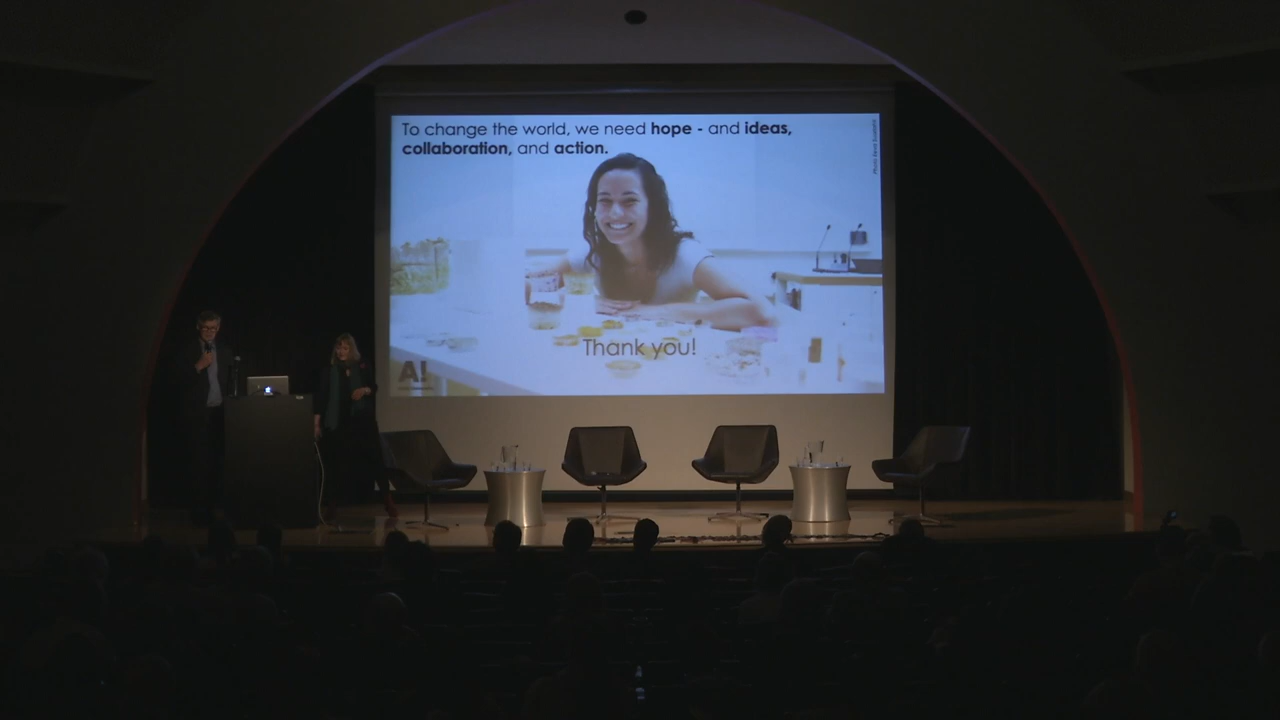 To change the world, we need hope - and ideas,
collaboration, and action.
Thank you!
A!